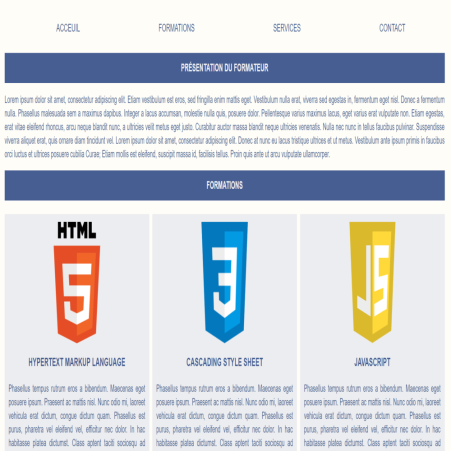 ACCEUIL FORMATIONS SERVICES CONTACT
PRÉSENTATION DU FORMATEUR
Lorem ipsum dolor sit amet, consectetur adipiscing elit. Etiam vestibulum est eros, sed fringilla enim mattis eget. Vestibulum nulla erat, viverra sed egestas in, fermentum eget nisl. Donec a fermentum
nulla. Phasellus malesuada sem a maximus dapibus. Integer a lacus accumsan, molestie nulla quis, posuere dolor. Pellentesque varius maximus lacus, eget varius erat vulputate non. Etiam egestas,
erat vitae eleifend rhoncus, arcu neque blandit nunc, a ultricies velit metus eget justo. Curabitur auctor massa blandit neque ultricies venenatis. Nulla nec nunc in tellus faucibus pulvinar. Suspendisse
viverra aliquet erat, quis ornare diam tincidunt vel. Lorem ipsum dolor sit amet, consectetur adipiscing elit. Donec at nunc eu lacus tristique ultrices et ut metus. Vestibulum ante ipsum primis in faucibus
orci luctus et ultrices posuere cubilia Curae; Etiam mollis est eleifend, suscipit massa id, facilisis tellus. Proin quis ante ut arcu vulputate ullamcorper.
FORMATIONS
HTML
5
3
JS
HYPERTEXT MARKUP LANGUAGE
Phasellus tempus rutrum eros a bibendum. Maecenas eget
posuere ipsum. Praesent ac mattis nisl. Nunc odio mi, laoreet
vehicula erat dictum, congue dictum quam. Phasellus est
purus, pharetra vel eleifend vel, efficitur nec dolor. In hac
habitasse platea dictumst. Class aptent taciti sociosqu ad
CASCADING STYLE SHEET
Phasellus tempus rutrum eros a bibendum. Maecenas eget
posuere ipsum. Praesent ac mattis nisl. Nunc odio mi, laoreet
vehicula erat dictum, congue dictum quam. Phasellus est
purus, pharetra vel eleifend vel, efficitur nec dolor. In hac
habitasse platea dictumst. Class aptent taciti sociosqu ad
JAVASCRIPT
Phasellus tempus rutrum eros a bibendum. Maecenas eget
posuere ipsum. Praesent ac mattis nisl. Nunc odio mi, laoreet
vehicula erat dictum, congue dictum quam. Phasellus est
purus, pharetra vel eleifend vel, efficitur nec dolor. In hac
habitasse platea dictumst. Class aptent taciti sociosqu ad